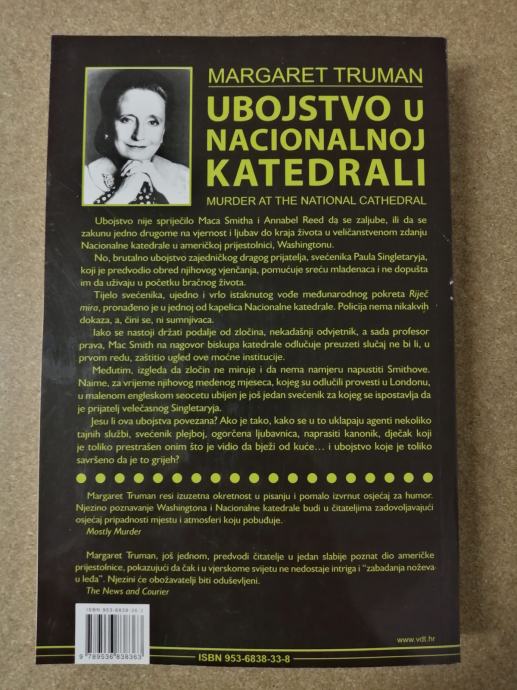 MARGARET TRUMAN
UBOJSTVO U
NACIONALNOJ
KATEDRALI
MURDER AT THE NATIONAL CATHEDRAL
Ubojstvo nije spriječilo Maca Smitha i Annabel Reed da se zaljube, ili da se
zakunu jedno drugome na vjernost i ljubav do kraja života u veličanstvenom zdanju
Nacionalne katedrale u američkoj prijestolnici, Washingtonu.
No, brutalno ubojstvo zajedničkog dragog prijatelja, svećenika Paula Singletaryja,
koji je predvodio obred njihovog vjenčanja, pomućuje sreću mladenaca i ne dopušta
im da uživaju u početku bračnog života.
Tijelo svećenika, ujedno i vrlo istaknutog vođe međunarodnog pokreta Riječ
mira, pronađeno je u jednoj od kapelica Nacionalne katedrale. Policija nema nikakvih
dokaza, a, čini se, ni sumnjivaca.
Iako se nastoji držati podalje od zločina, nekadašnji odvjetnik, a sada profesor
prava, Mac Smith na nagovor biskupa katedrale odlučuje preuzeti slučaj ne bi li, u
prvom redu, zaštitio ugled ove moćne institucije.
Međutim, izgleda da zločin ne miruje i da nema namjeru napustiti Smithove.
Naime, za vrijeme njihovog medenog mjeseca, kojeg su odlučili provesti u Londonu,
u malenom engleskom seocetu ubijen je još jedan svećenik za kojeg se ispostavlja da
je prijatelj velečasnog Singletaryja.
Jesu li ova ubojstva povezana? Ako je tako, kako se u to uklapaju agenti nekoliko
tajnih službi, svećenik plejboj, ogorčena ljubavnica, naprasiti kanonik, dječak koji
je toliko prestrašen onim što je vidio da bježi od kuće... i ubojstvo koje je toliko
savršeno da je to grijeh?
Margaret Truman resi izuzetna okretnost u pisanju i pomalo izvrnut osjećaj za humor.
Njezino poznavanje Washingtona i Nacionalne katedrale budi u čitateljima zadovoljavajući
osjećaj pripadnosti mjestu i atmosferi koju pobuđuje.
Mostly Murder
Margaret Truman, još jednom, predvodi čitatelje u jedan slabije poznat dio američke
prijestolnice, pokazujući da čak i u vjerskome svijetu ne nedostaje intriga i "zabadanja noževa
u leđa". Njezini će obožavatelji biti oduševljeni.
The News and Courier
9 789536 838363
www.vdt.hr
ISBN 953-6838-33-8